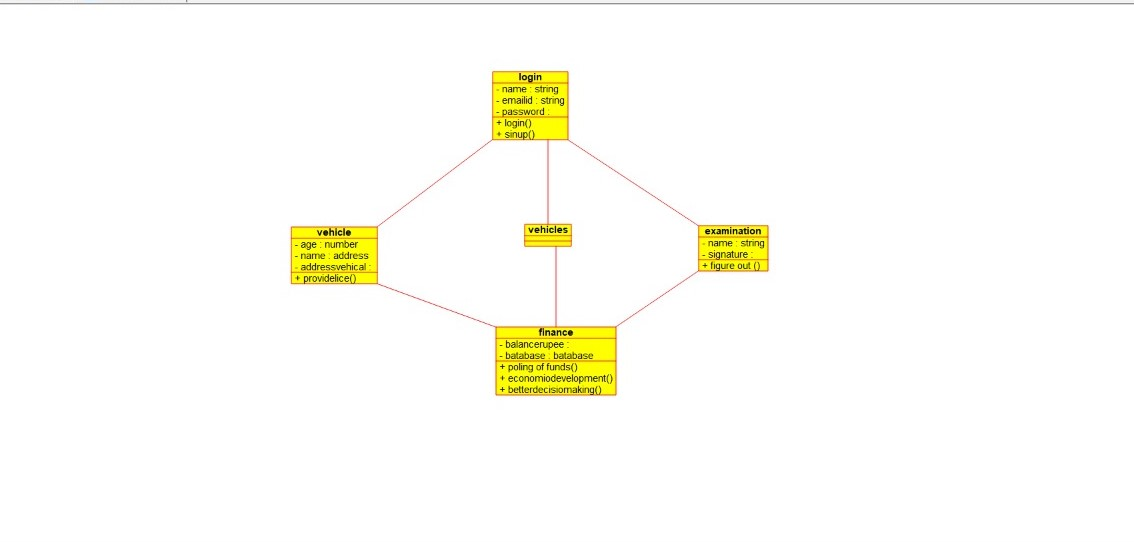 login
- name : string
- emailid : string
- password :
+ login()
+ sinup()
vehicle
- age : number
- name : address
- addressvehical :
+ providelice()
vehicles
examination
- name : string
- signature :
+ figure out ()
finance
- balancerupee :
- batabase : batabase
+ poling of funds()
+ economiodevelopment()
+ betterdecisiomaking()